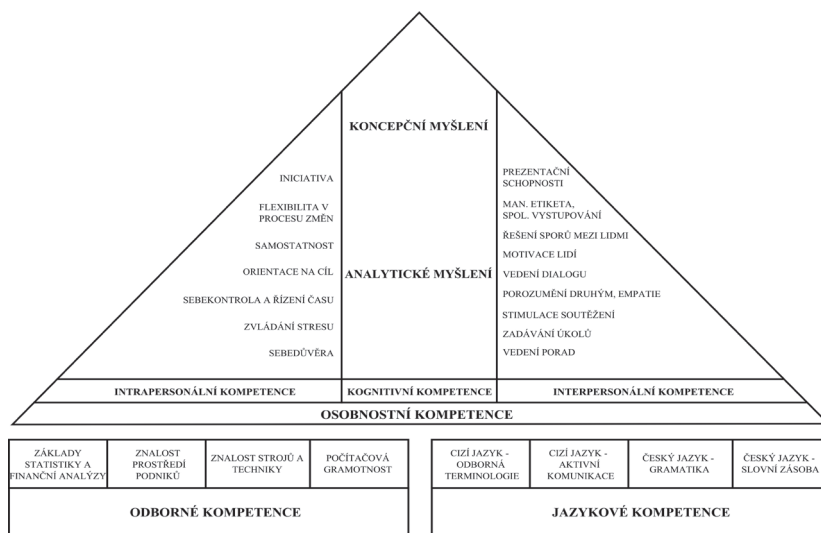 KONCEPČNÍ MYŠLENÍ
ANALYTICKÉ MYŠLENÍ
INICIATIVA
FLEXIBILITA V
PROCESU ZMĚN
SAMOSTATNOST
ORIENTACE NA CÍL
SEBEKONTROLA A ŘÍZENÍ ČASU
ZVLÁDÁNÍ STRESU
SEBEDŮVĚRA
PREZENTAČNÍ
SCHOPNOSTI
MAN. ETIKETA,
SPOL. VYSTUPOVÁNÍ
ŘEŠENÍ SPORŮ MEZI LIDMI
MOTIVACE LIDÍ
VEDENÍ DIALOGU
POROZUMĚNÍ DRUHÝM, EMPATIE
STIMULACE SOUTĚŽENÍ
ZADÁVÁNÍ ÚKOLŮ
VEDENÍ PORAD
INTRAPERSONÁLNÍ KOMPETENCE
KOGNITIVNÍ KOMPETENCE
INTERPERSONÁLNÍ KOMPETENCE
OSOBNOSTNÍ KOMPETENCE
ZÁKLADY
STATISTIKY A
FINANČNÍ ANALÝZY
ZNALOST
PROSTŘEDÍ
PODNIKŮ
ZNALOST STROJŮ A
TECHNIKY
POČÍTAČOVÁ
GRAMOTNOST
ODBORNÉ KOMPETENCE
CIZÍ JAZYK -
ODBORNÁ
TERMINOLOGIE
CIZÍ JAZYK -
AKTIVNÍ
KOMUNIKACE
ČESKÝ JAZYK -
GRAMATIKA
ČESKÝ JAZYK -
SLOVNÍ ZÁSOBA
JAZYKOVÉ KOMPETENCE